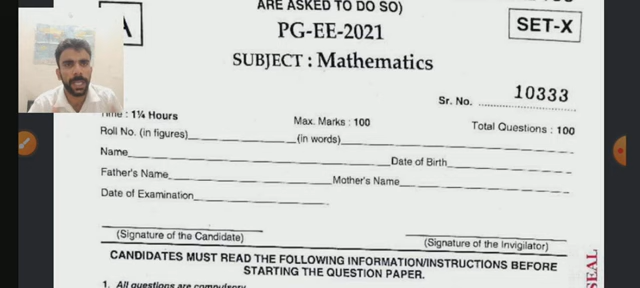 ARE ASKED TO DO SO)
A
PG-EE-2021
SET-X
SUBJECT : Mathematics
Sr. No. 10333
Time : 1¼ Hours
Max. Marks : 100
Total Questions : 100
Roll No. (in figures) (in words)
Name Date of Birth
Father's Name Mother's Name
Date of Examination
(Signature of the Candidate)
(Signature of the Invigilator)
CANDIDATES MUST READ THE FOLLOWING INFORMATION/INSTRUCTIONS BEFORE
STARTING THE QUESTION PAPER.
1. All questions are compulsory
SEAL